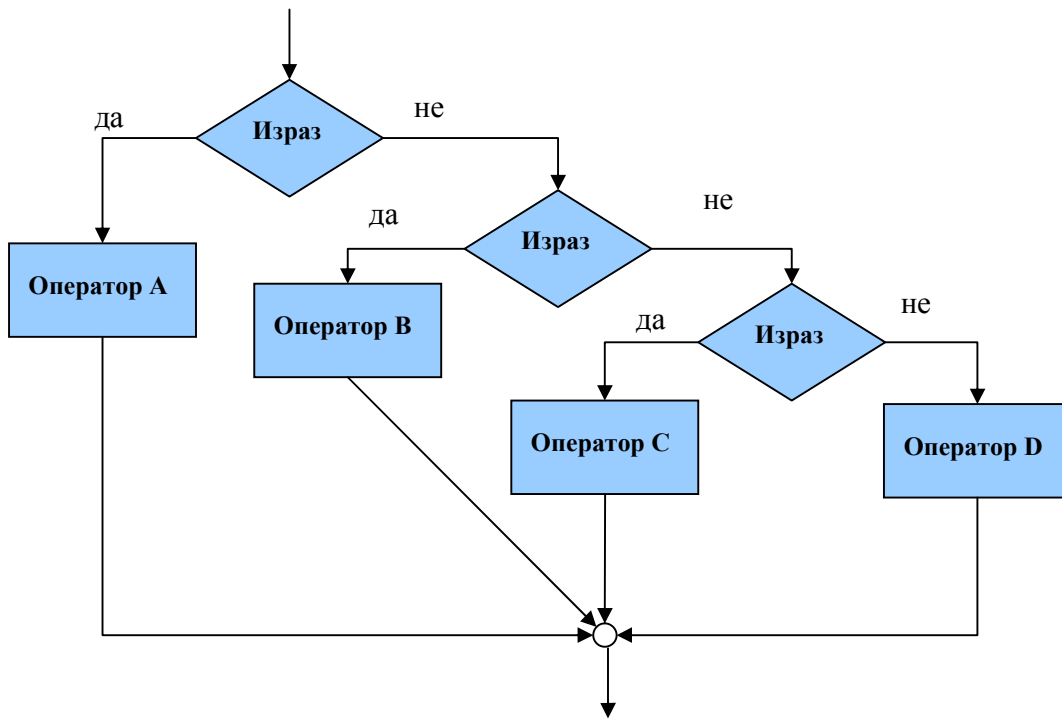 да
не
Израз
да
не
Израз
Оператор A
Оператор B
да
не
Израз
Оператор C
Оператор D